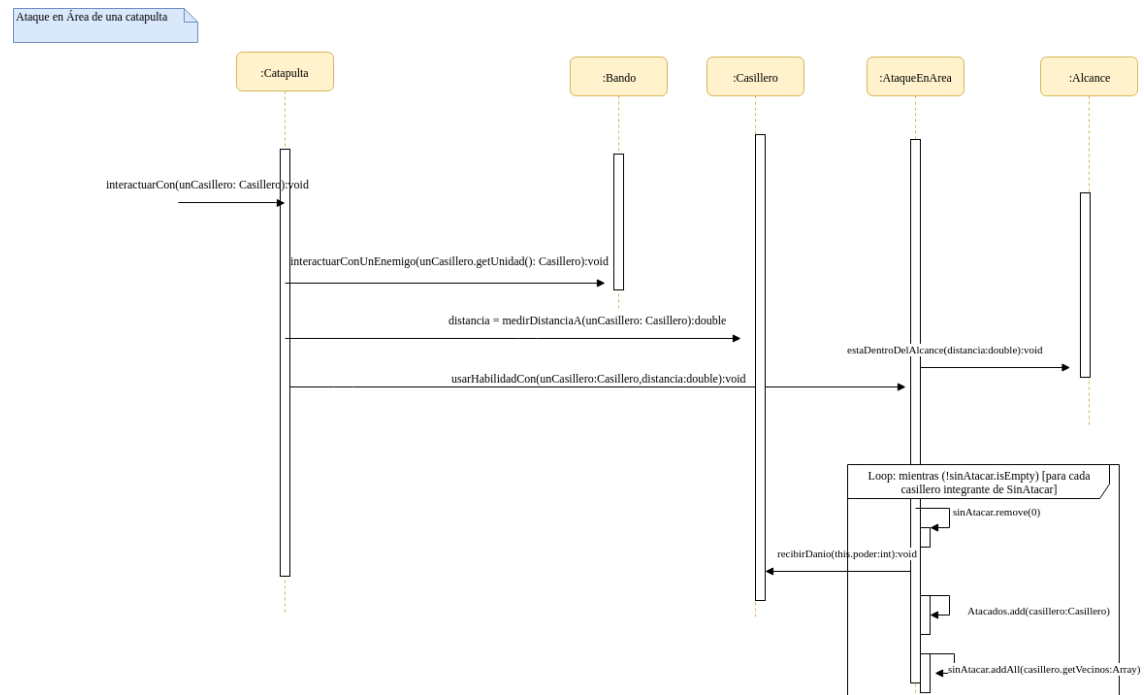 Ataque en Área de una catapulta
:Catapulta
:Bando
:Casillero
:AtaqueEnArea
:Alcance
interactuarCon(unCasillero: Casillero):void
interactuarConUnEnemigo(unCasillero.getUnidad(): Casillero):void
distancia = medirDistanciaA(unCasillero: Casillero):double
estaDentroDelAlcance(distancia:double):void
usarHabilidadCon(unCasillero:Casillero,distancia:double):void
Loop: mientras (!sinAtacar.isEmpty) [para cada
casillero integrante de SinAtacar]
sinAtacar.remove(0)
recibirDanio(this.poder:int):void
Atacados.add(casillero:Casillero)
sinAtacar.addAll(casillero.getVecinos:Array)